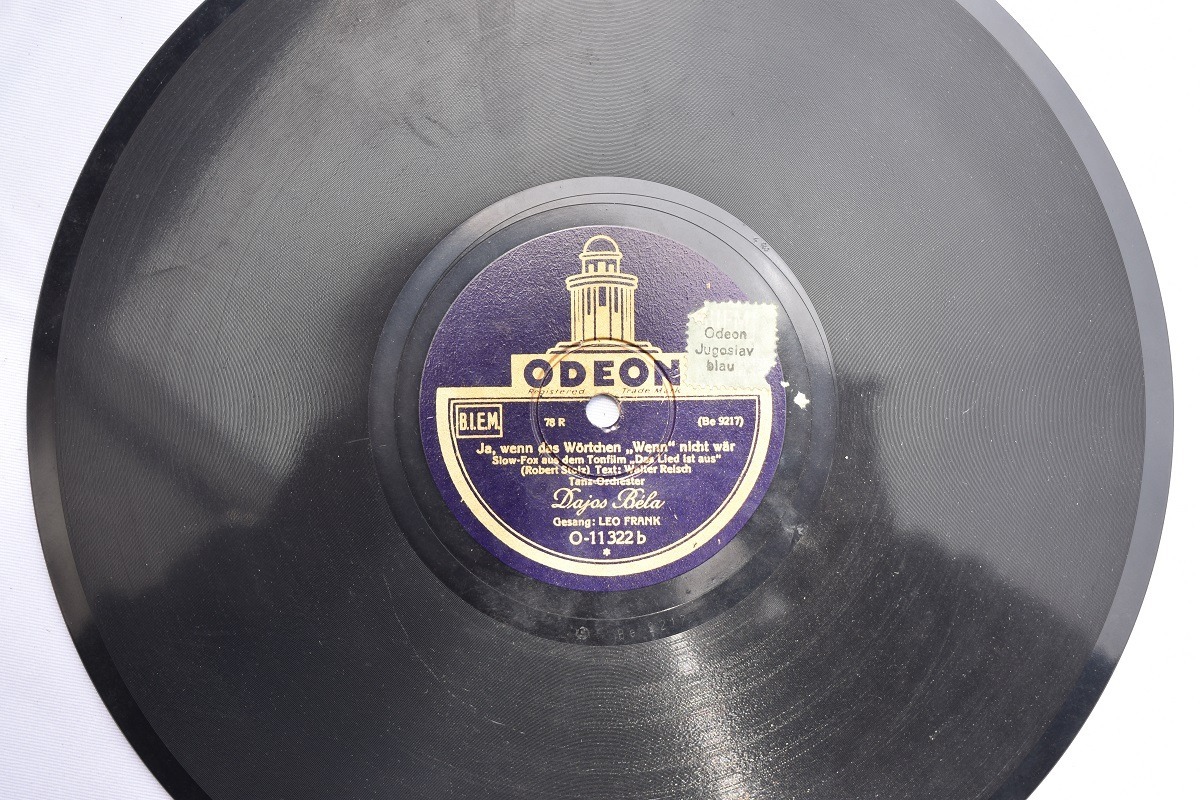 ODEON
Registered Trade Mark
Odeon
Jugoslav
blau
B.I.E.M.
78 R
(Be 9217)
Ja, wenn das Wörtchen „Wenn“ nicht wär
Slow-Fox aus dem Tonfilm „Das Lied ist aus“
(Robert Stolz) Text: Walter Reisch
Tanz-Orchester
Dajos Béla
Gesang: LEO FRANK
O-11322 b
*